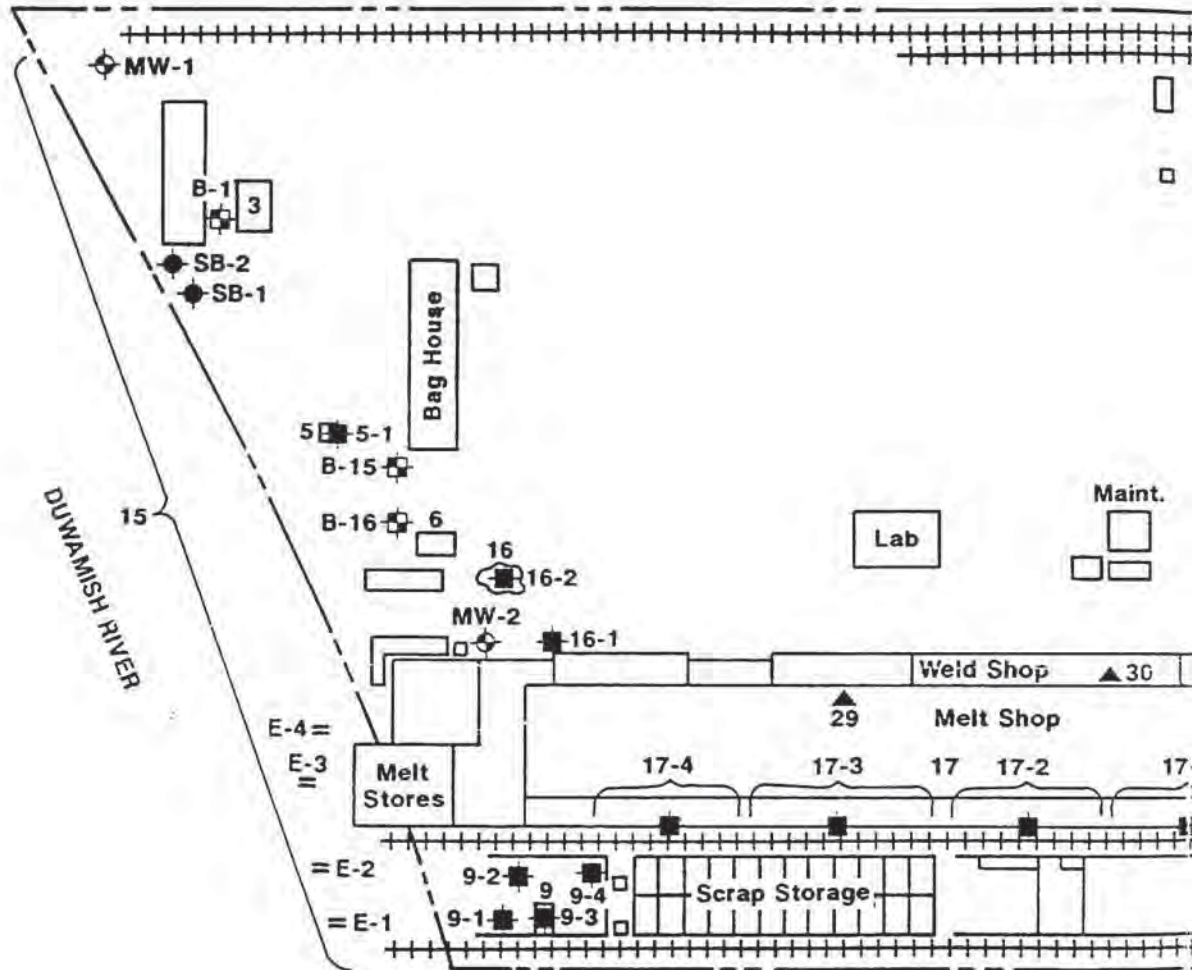 MW-1
B-1
3
SB-2
SB-1
Bag House
5
5-1
B-15
B-16
6
16
16-2
15
DUWAMISH RIVER
Lab
Maint.
MW-2
16-1
Weld Shop
30
29
Melt Shop
E-4
E-3
Melt
Stores
17-4
17-3
17
17-2
17-
E-2
9-2
9
9-4
Scrap Storage
E-1
9-1
9-3